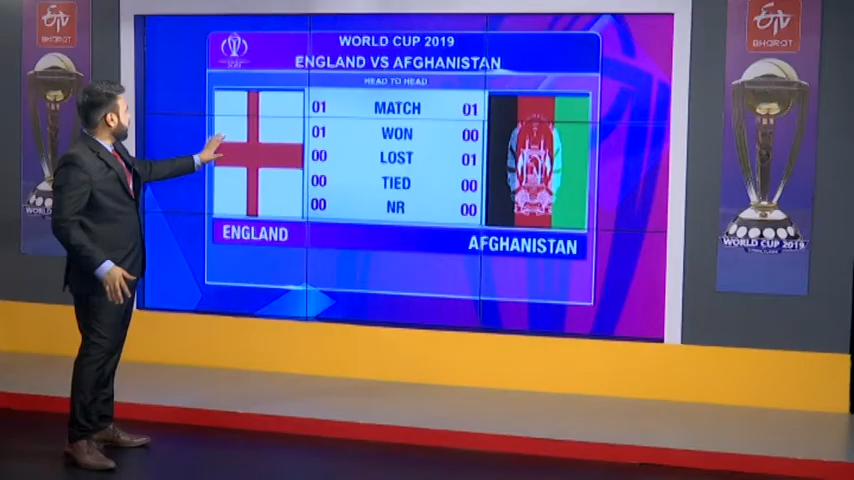 ETV
BHARAT
WORLD CUP 2019
ENGLAND VS AFGHANISTAN
HEAD TO HEAD
01 MATCH 01
01 WON 00
00 LOST 01
00 TIED 00
00 NR 00
ENGLAND
AFGHANISTAN
ETV
BHARAT
WORLD CUP 2019